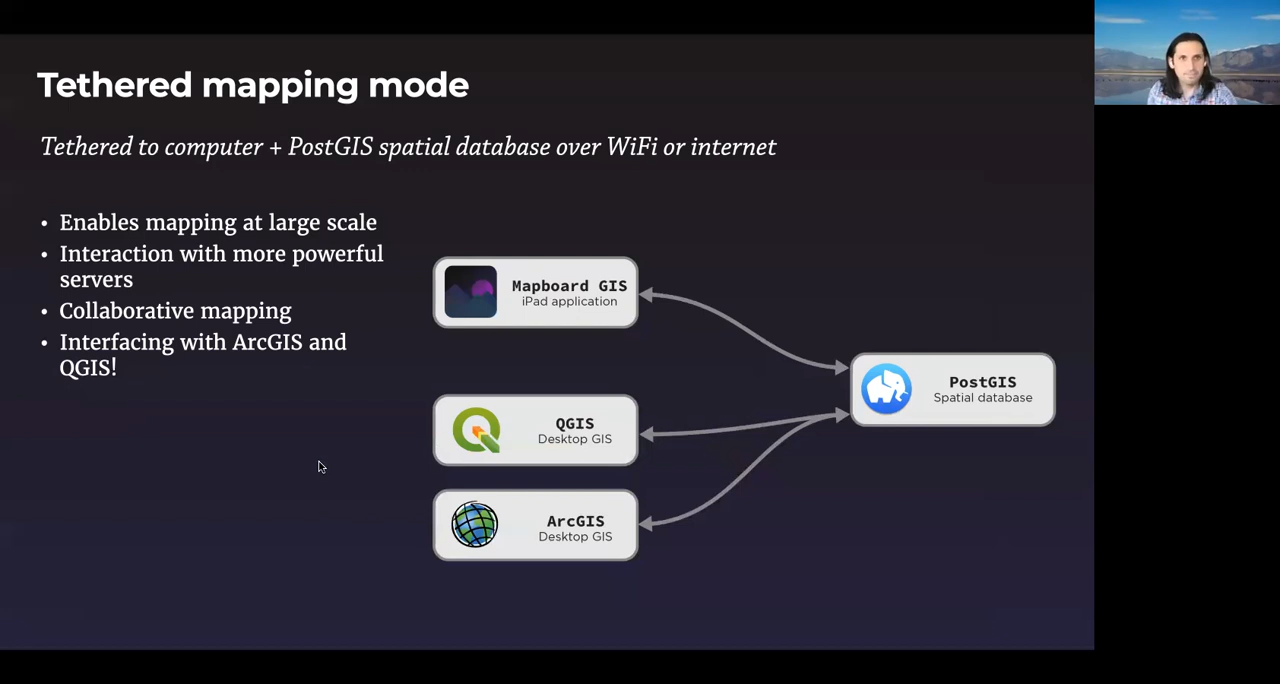 Tethered mapping mode
Tethered to computer + PostGIS spatial database over WiFi or internet
• Enables mapping at large scale
• Interaction with more powerful
servers
• Collaborative mapping
• Interfacing with ArcGIS and
QGIS!
Mapboard GIS
iPad application
QGIS
Desktop GIS
ArcGIS
Desktop GIS
PostGIS
Spatial database